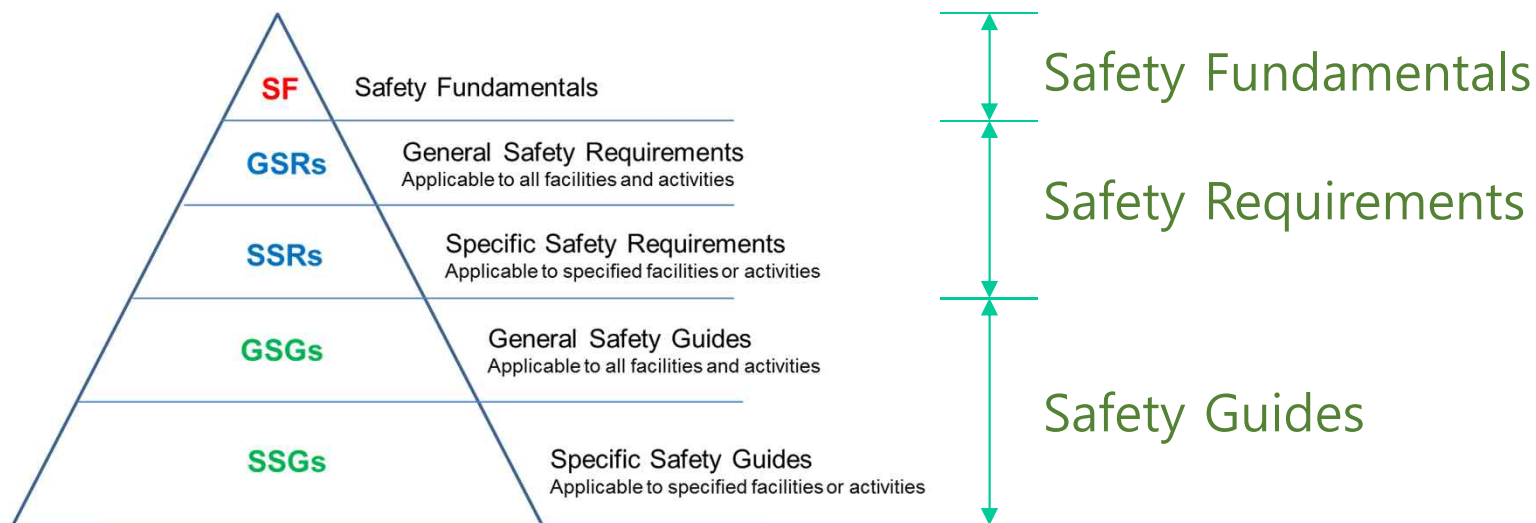 SF
Safety Fundamentals
GSRs
General Safety Requirements
Applicable to all facilities and activities
SSRs
Specific Safety Requirements
Applicable to specified facilities or activities
GSGs
General Safety Guides
Applicable to all facilities and activities
SSGs
Specific Safety Guides
Applicable to specified facilities or activities
Safety Fundamentals
Safety Requirements
Safety Guides